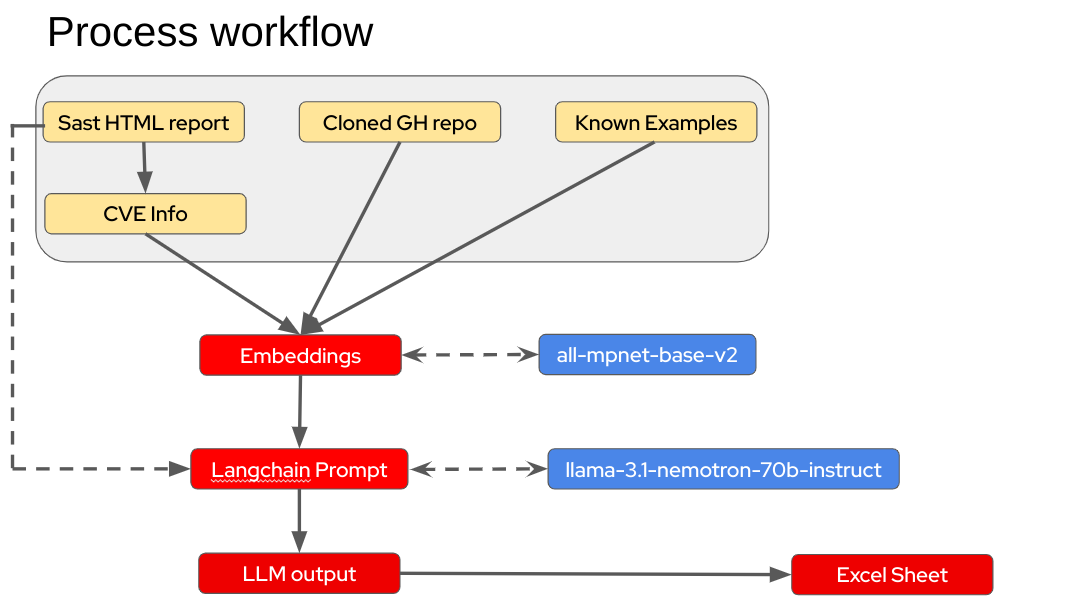 Process workflow
Sast HTML report
Cloned GH repo
Known Examples
CVE Info
Embeddings
all-mpnet-base-v2
Langchain Prompt
llama-3.1-nemotron-70b-instruct
LLM output
Excel Sheet